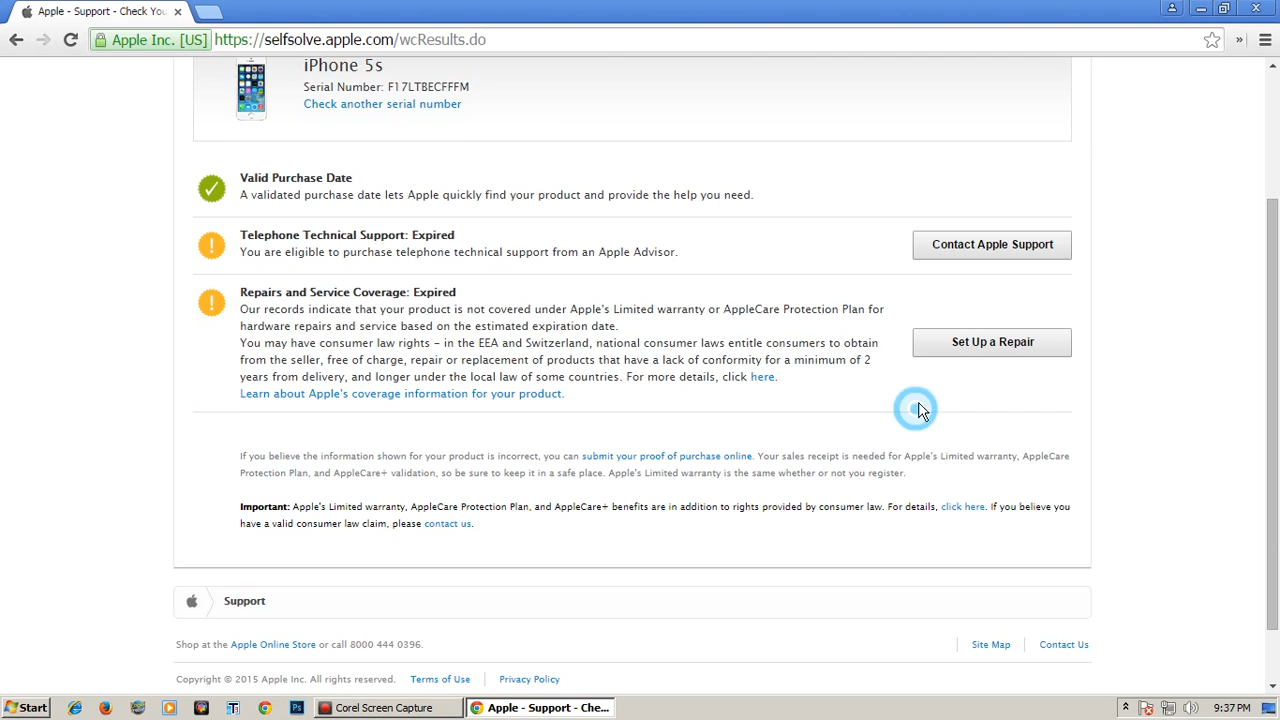 Apple - Support - Check You
Apple Inc. [US]
https://selfsolve.apple.com/wcResults.do
»
iPhone 5s
Serial Number: F17LTBECFFFM
Check another serial number
Valid Purchase Date
A validated purchase date lets Apple quickly find your product and provide the help you need.
Telephone Technical Support: Expired
You are eligible to purchase telephone technical support from an Apple Advisor.
Contact Apple Support
Repairs and Service Coverage: Expired
Our records indicate that your product is not covered under Apple's Limited warranty or AppleCare Protection Plan for
hardware repairs and service based on the estimated expiration date.
You may have consumer law rights – in the EEA and Switzerland, national consumer laws entitle consumers to obtain
from the seller, free of charge, repair or replacement of products that have a lack of conformity for a minimum of 2
years from delivery, and longer under the local law of some countries. For more details, click here.
Learn about Apple's coverage information for your product.
Set Up a Repair
If you believe the information shown for your product is incorrect, you can submit your proof of purchase online. Your sales receipt is needed for Apple's Limited warranty, AppleCare
Protection Plan, and AppleCare+ validation, so be sure to keep it in a safe place. Apple's Limited warranty is the same whether or not you register.
Important: Apple's Limited warranty, AppleCare Protection Plan, and AppleCare+ benefits are in addition to rights provided by consumer law. For details, click here. If you believe you
have a valid consumer law claim, please contact us.
Support
Shop at the Apple Online Store or call 8000 444 0396.
Site Map
Contact Us
Copyright © 2015 Apple Inc. All rights reserved.
Terms of Use
Privacy Policy
Start
Corel Screen Capture
Apple - Support - Che...
9:37 PM